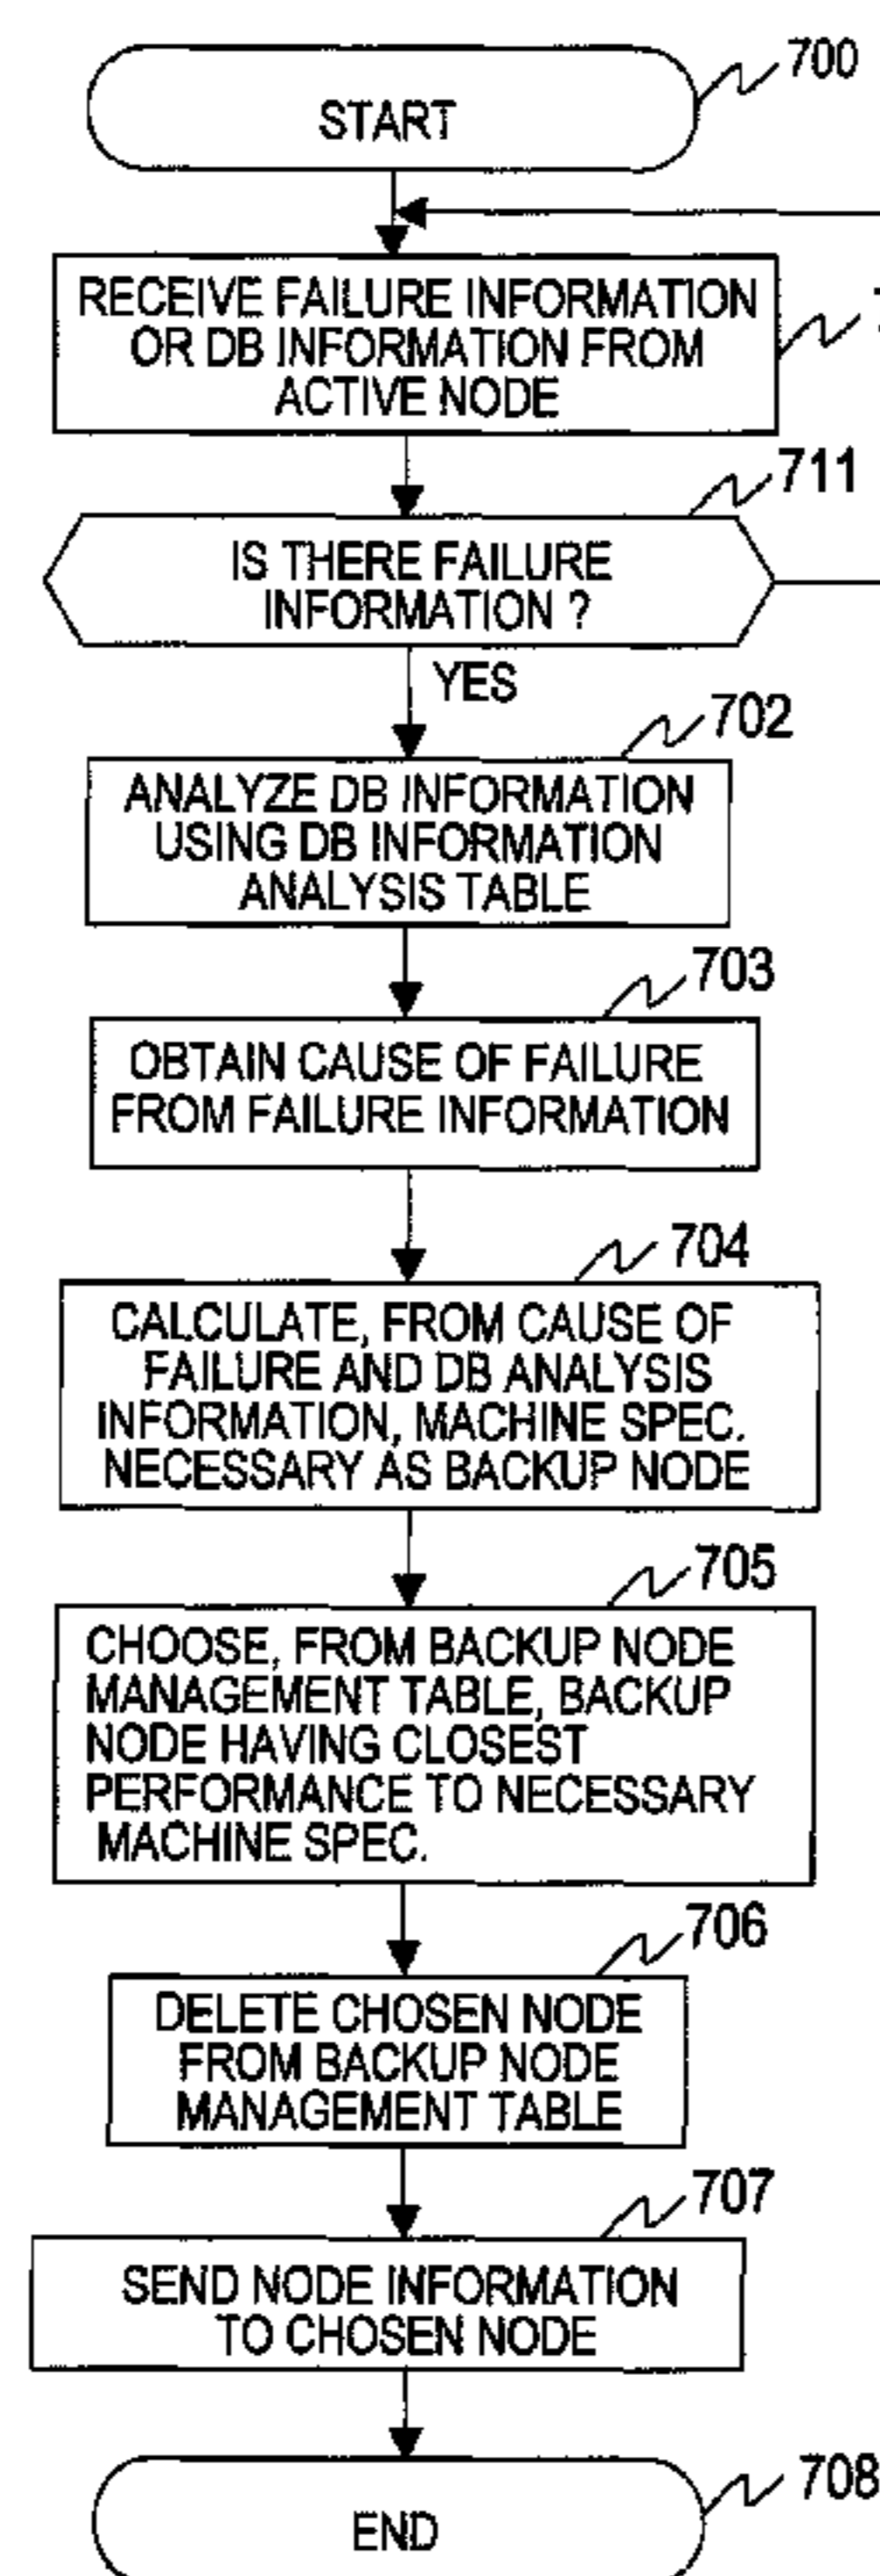 700
START
RECEIVE FAILURE INFORMATION
OR DB INFORMATION FROM
ACTIVE NODE
711
IS THERE FAILURE
INFORMATION ?
YES
702
ANALYZE DB INFORMATION
USING DB INFORMATION
ANALYSIS TABLE
703
OBTAIN CAUSE OF FAILURE
FROM FAILURE INFORMATION
704
CALCULATE, FROM CAUSE OF
FAILURE AND DB ANALYSIS
INFORMATION, MACHINE SPEC.
NECESSARY AS BACKUP NODE
705
CHOOSE, FROM BACKUP NODE
MANAGEMENT TABLE, BACKUP
NODE HAVING CLOSEST
PERFORMANCE TO NECESSARY
MACHINE SPEC.
706
DELETE CHOSEN NODE
FROM BACKUP NODE
MANAGEMENT TABLE
707
SEND NODE INFORMATION
TO CHOSEN NODE
708
END